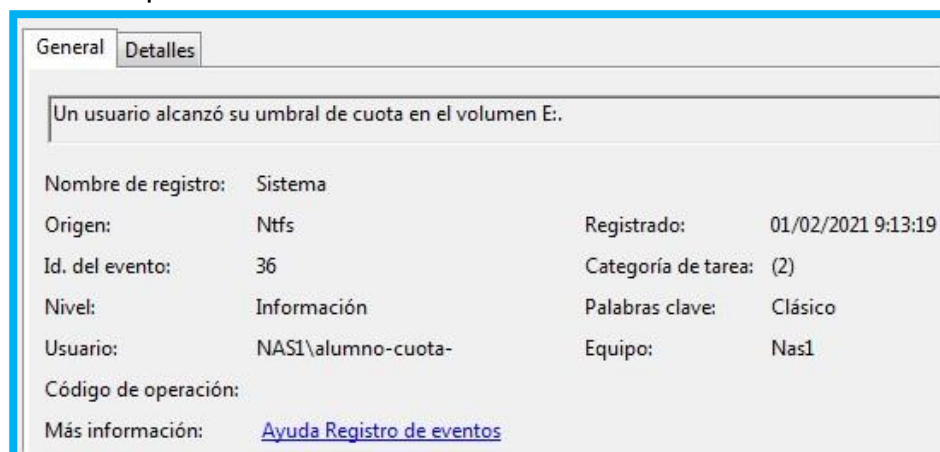 General Detalles
Un usuario alcanzó su umbral de cuota en el volumen E:.
Nombre de registro: Sistema
Origen: Ntfs Registrado: 01/02/2021 9:13:19
Id. del evento: 36 Categoría de tarea: (2)
Nivel: Información Palabras clave: Clásico
Usuario: NAS1\alumno-cuota- Equipo: Nas1
Código de operación:
Más información: Ayuda Registro de eventos